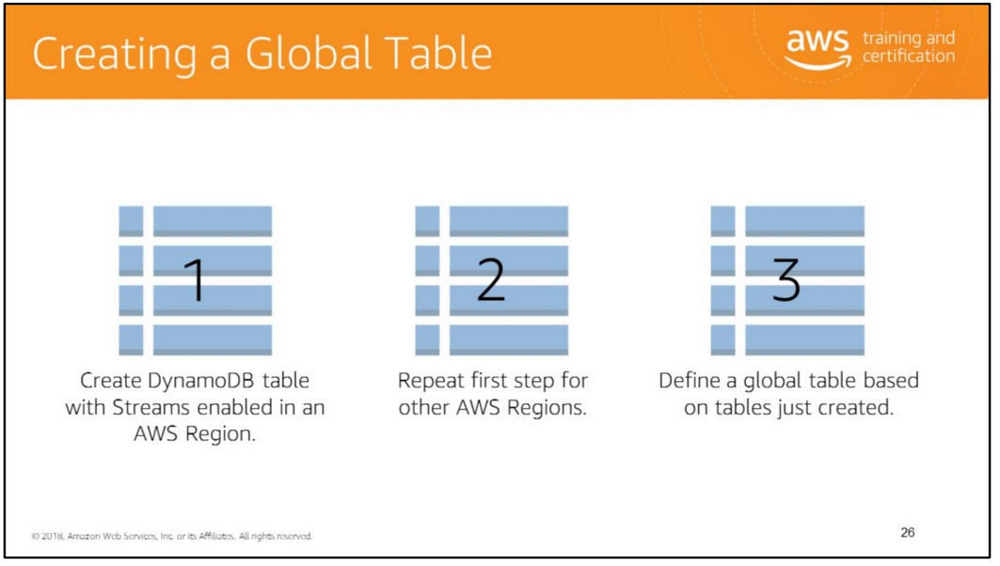 Creating a Global Table
aws training and
certification
1
Create DynamoDB table
with Streams enabled in an
AWS Region.
2
Repeat first step for
other AWS Regions.
3
Define a global table based
on tables just created.
© 2018, Amazon Web Services, Inc. or its Affiliates. All rights reserved.
26